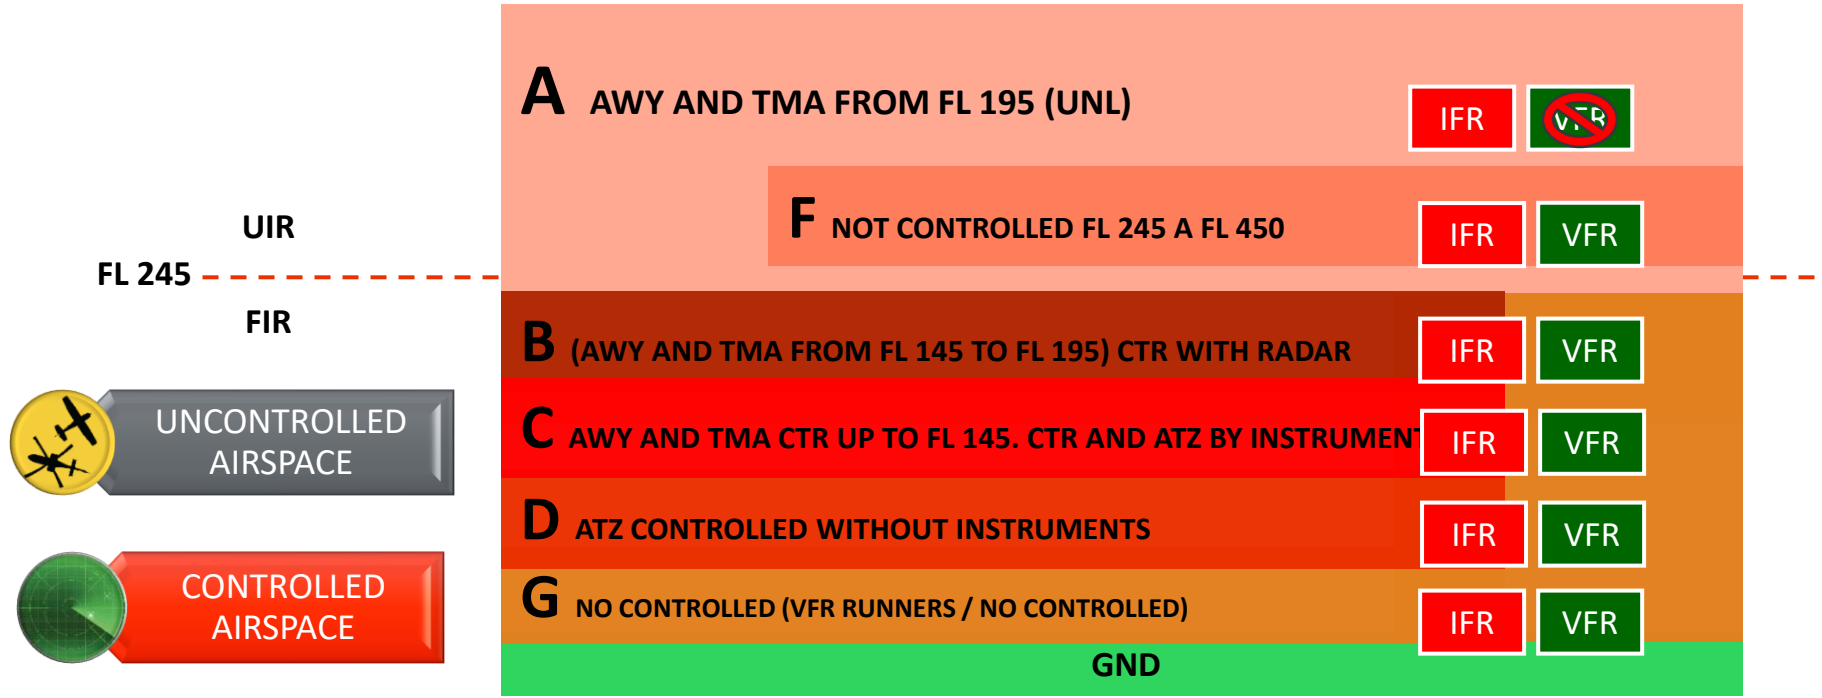 A AWY AND TMA FROM FL 195 (UNL)
IFR VFR
F NOT CONTROLLED FL 245 A FL 450
IFR VFR
UIR
FL 245
FIR
B (AWY AND TMA FROM FL 145 TO FL 195) CTR WITH RADAR
IFR VFR
UNCONTROLLED
AIRSPACE
C AWY AND TMA CTR UP TO FL 145. CTR AND ATZ BY INSTRUMENT
IFR VFR
D ATZ CONTROLLED WITHOUT INSTRUMENTS
IFR VFR
CONTROLLED
AIRSPACE
G NO CONTROLLED (VFR RUNNERS / NO CONTROLLED)
IFR VFR
GND